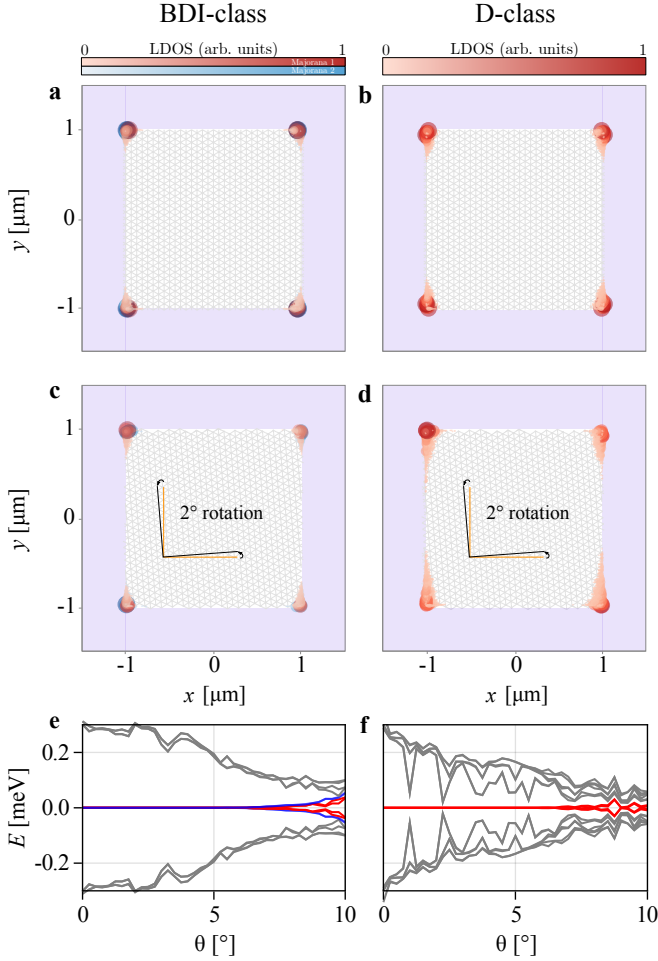 BDI-class
D-class
0 LDOS (arb. units) 1
Majorana 1
Majorana 2
0 LDOS (arb. units) 1
a
b
1
0
-1
y [μm]
c
d
1
0
-1
y [μm]
2° rotation
2° rotation
-1 0 1
-1 0 1
x [μm]
x [μm]
e
f
0.2
0.0
-0.2
E [meV]
0 5 10
0 5 10
θ [°]
θ [°]